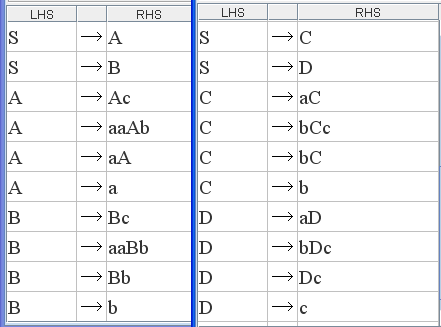 LHS RHS
S → A
S → B
A → Ac
A → aaAb
A → aA
A → a
B → Bc
B → aaBb
B → Bb
B → b
LHS RHS
S → C
S → D
C → aC
C → bCc
C → bC
C → b
D → aD
D → bDc
D → Dc
D → c